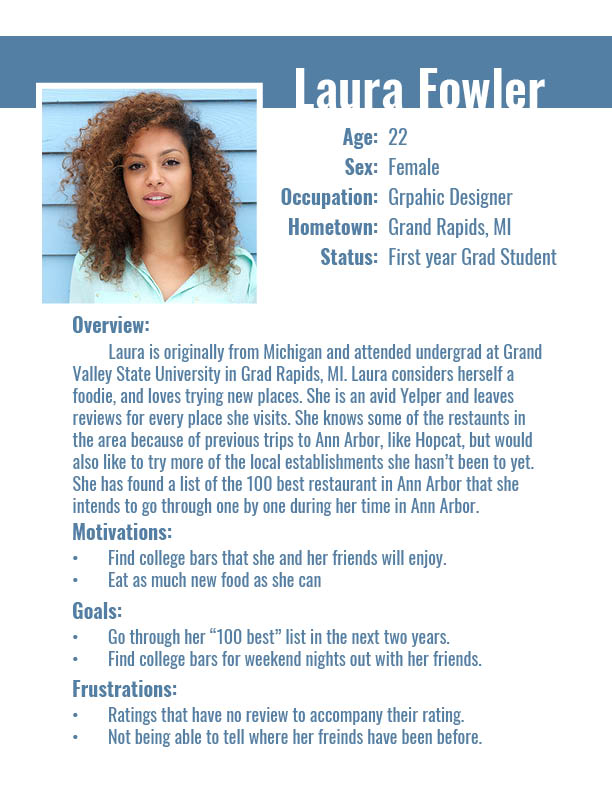 Laura Fowler
Age: 22
Sex: Female
Occupation: Grpahic Designer
Hometown: Grand Rapids, MI
Status: First year Grad Student
Overview:
Laura is originally from Michigan and attended undergrad at Grand
Valley State University in Grad Rapids, MI. Laura considers herself a
foodie, and loves trying new places. She is an avid Yelper and leaves
reviews for every place she visits. She knows some of the restaunts in
the area because of previous trips to Ann Arbor, like Hopcat, but would
also like to try more of the local establishments she hasn't been to yet.
She has found a list of the 100 best restaurant in Ann Arbor that she
intends to go through one by one during her time in Ann Arbor.
Motivations:
• Find college bars that she and her friends will enjoy.
• Eat as much new food as she can
Goals:
• Go through her “100 best” list in the next two years.
• Find college bars for weekend nights out with her friends.
Frustrations:
• Ratings that have no review to accompany their rating.
• Not being able to tell where her freinds have been before.